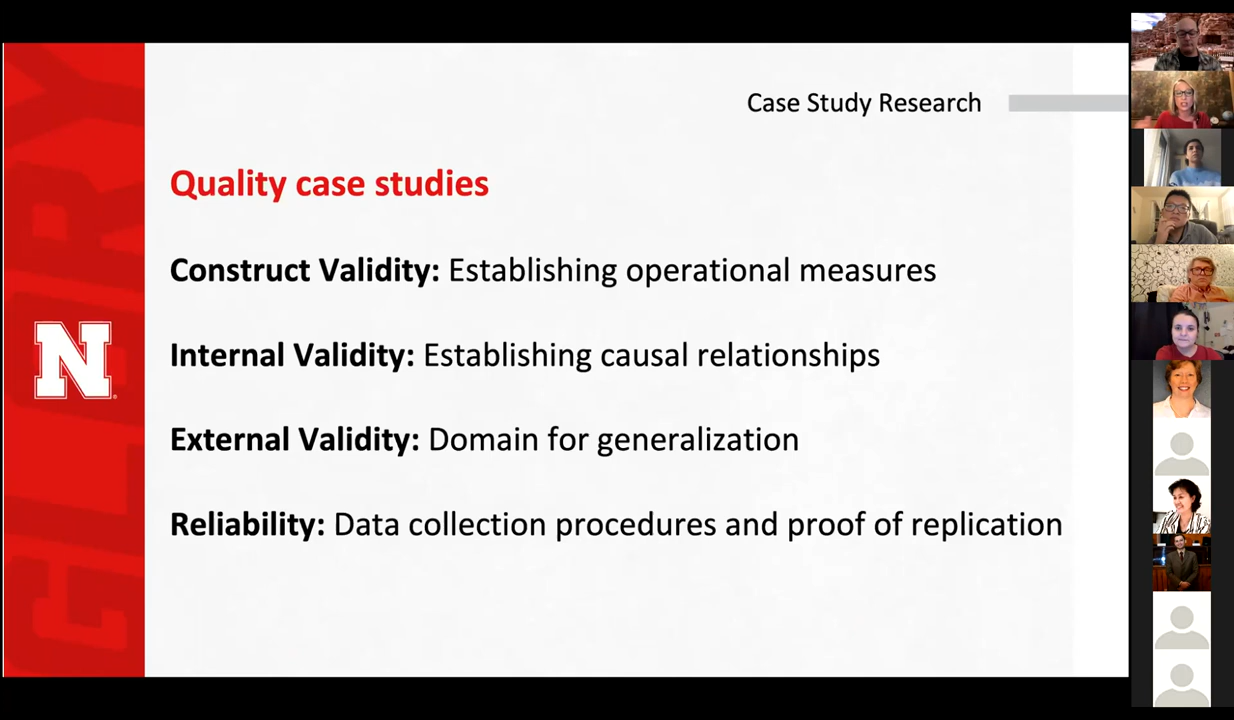 Case Study Research
Quality case studies
Construct Validity: Establishing operational measures
Internal Validity: Establishing causal relationships
External Validity: Domain for generalization
Reliability: Data collection procedures and proof of replication
GLORY
N